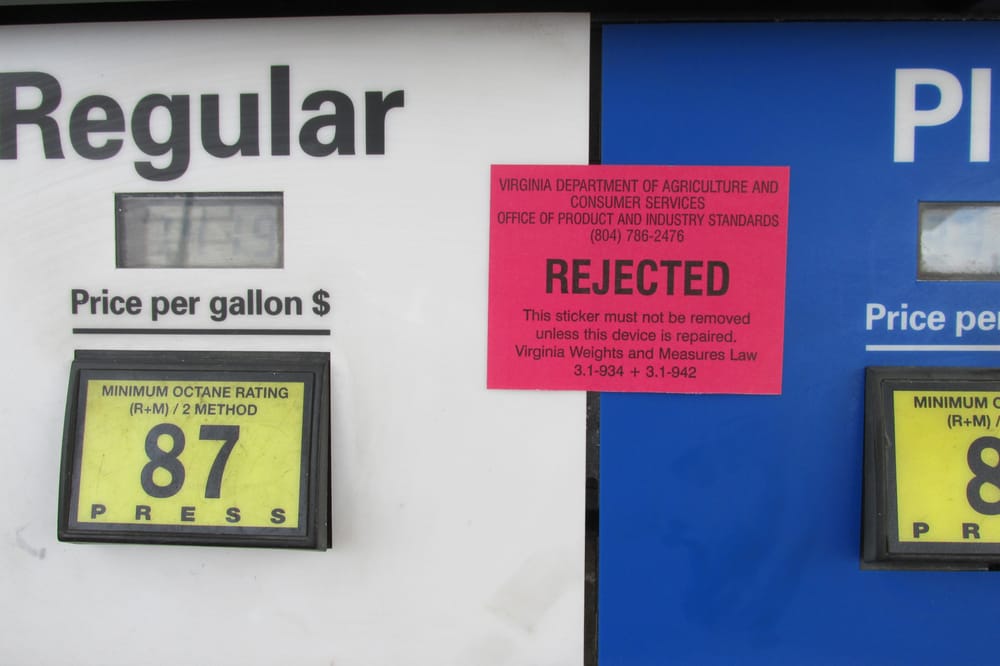 Regular
Price per gallon $
MINIMUM OCTANE RATING
(R+M) / 2 METHOD
87
PRESS
VIRGINIA DEPARTMENT OF AGRICULTURE AND
CONSUMER SERVICES
OFFICE OF PRODUCT AND INDUSTRY STANDARDS
(804) 786-2476
REJECTED
This sticker must not be removed
unless this device is repaired.
Virginia Weights and Measures Law
3.1-934 + 3.1-942
Pl
Price per
MINIMUM
(R+M) /
8
PR